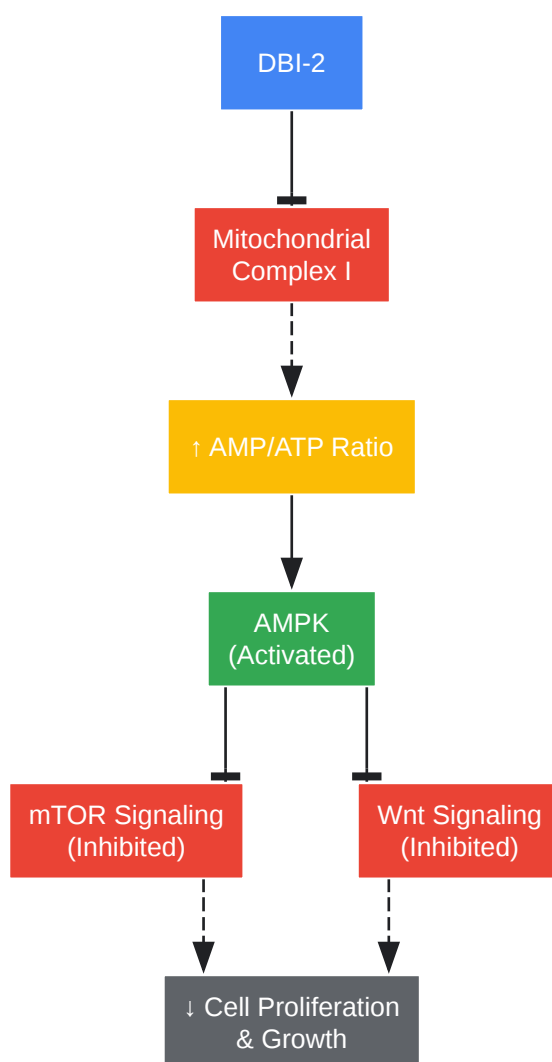 DBI-2
Mitochondrial
Complex I
↑ AMP/ATP Ratio
AMPK
(Activated)
mTOR Signaling
(Inhibited)
Wnt Signaling
(Inhibited)
↓ Cell Proliferation
& Growth